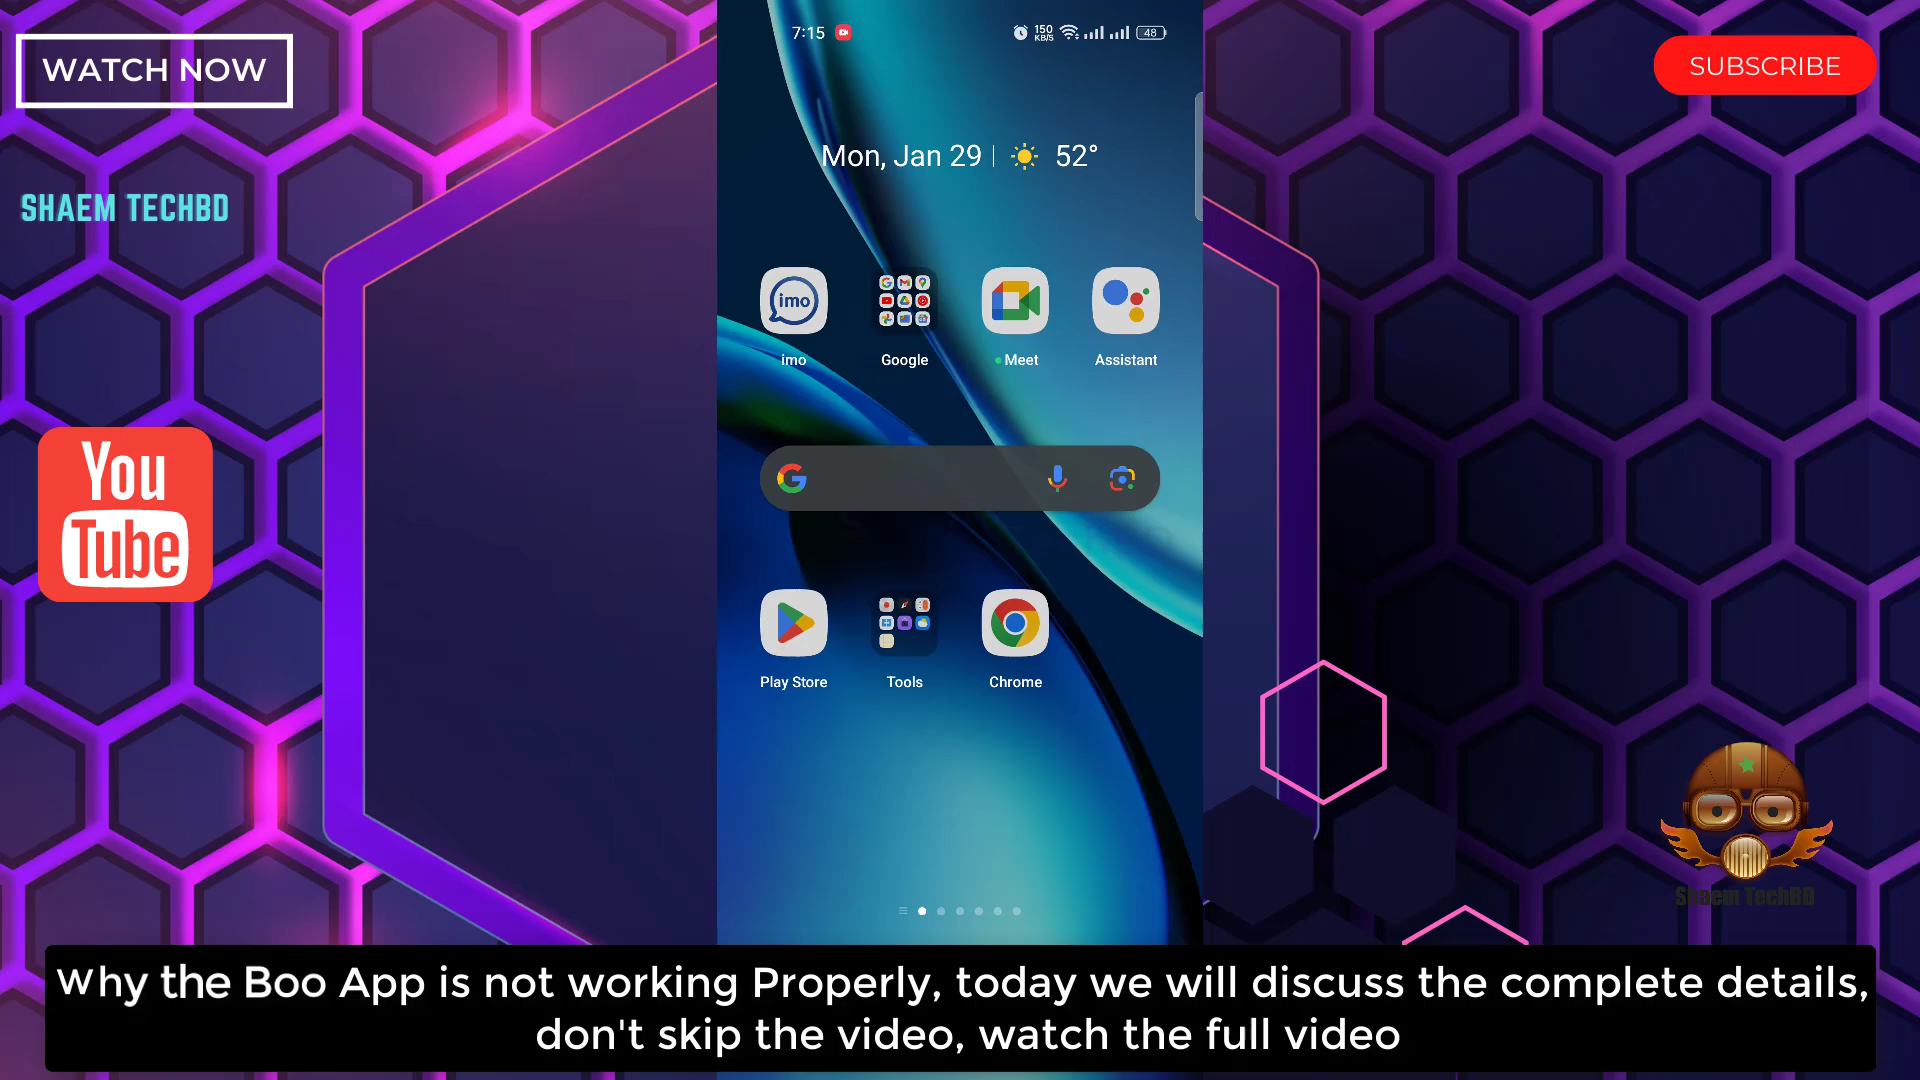 WATCH NOW
SUBSCRIBE
SHAEM TECHBD
You
Tube
7:15
150
KB/S
48
Mon, Jan 29
52°
imo
imo
Google
Meet
Assistant
Play Store
Tools
Chrome
Shaem TechBD
Why the Boo App is not working Properly, today we will discuss the complete details,
don't skip the video, watch the full video